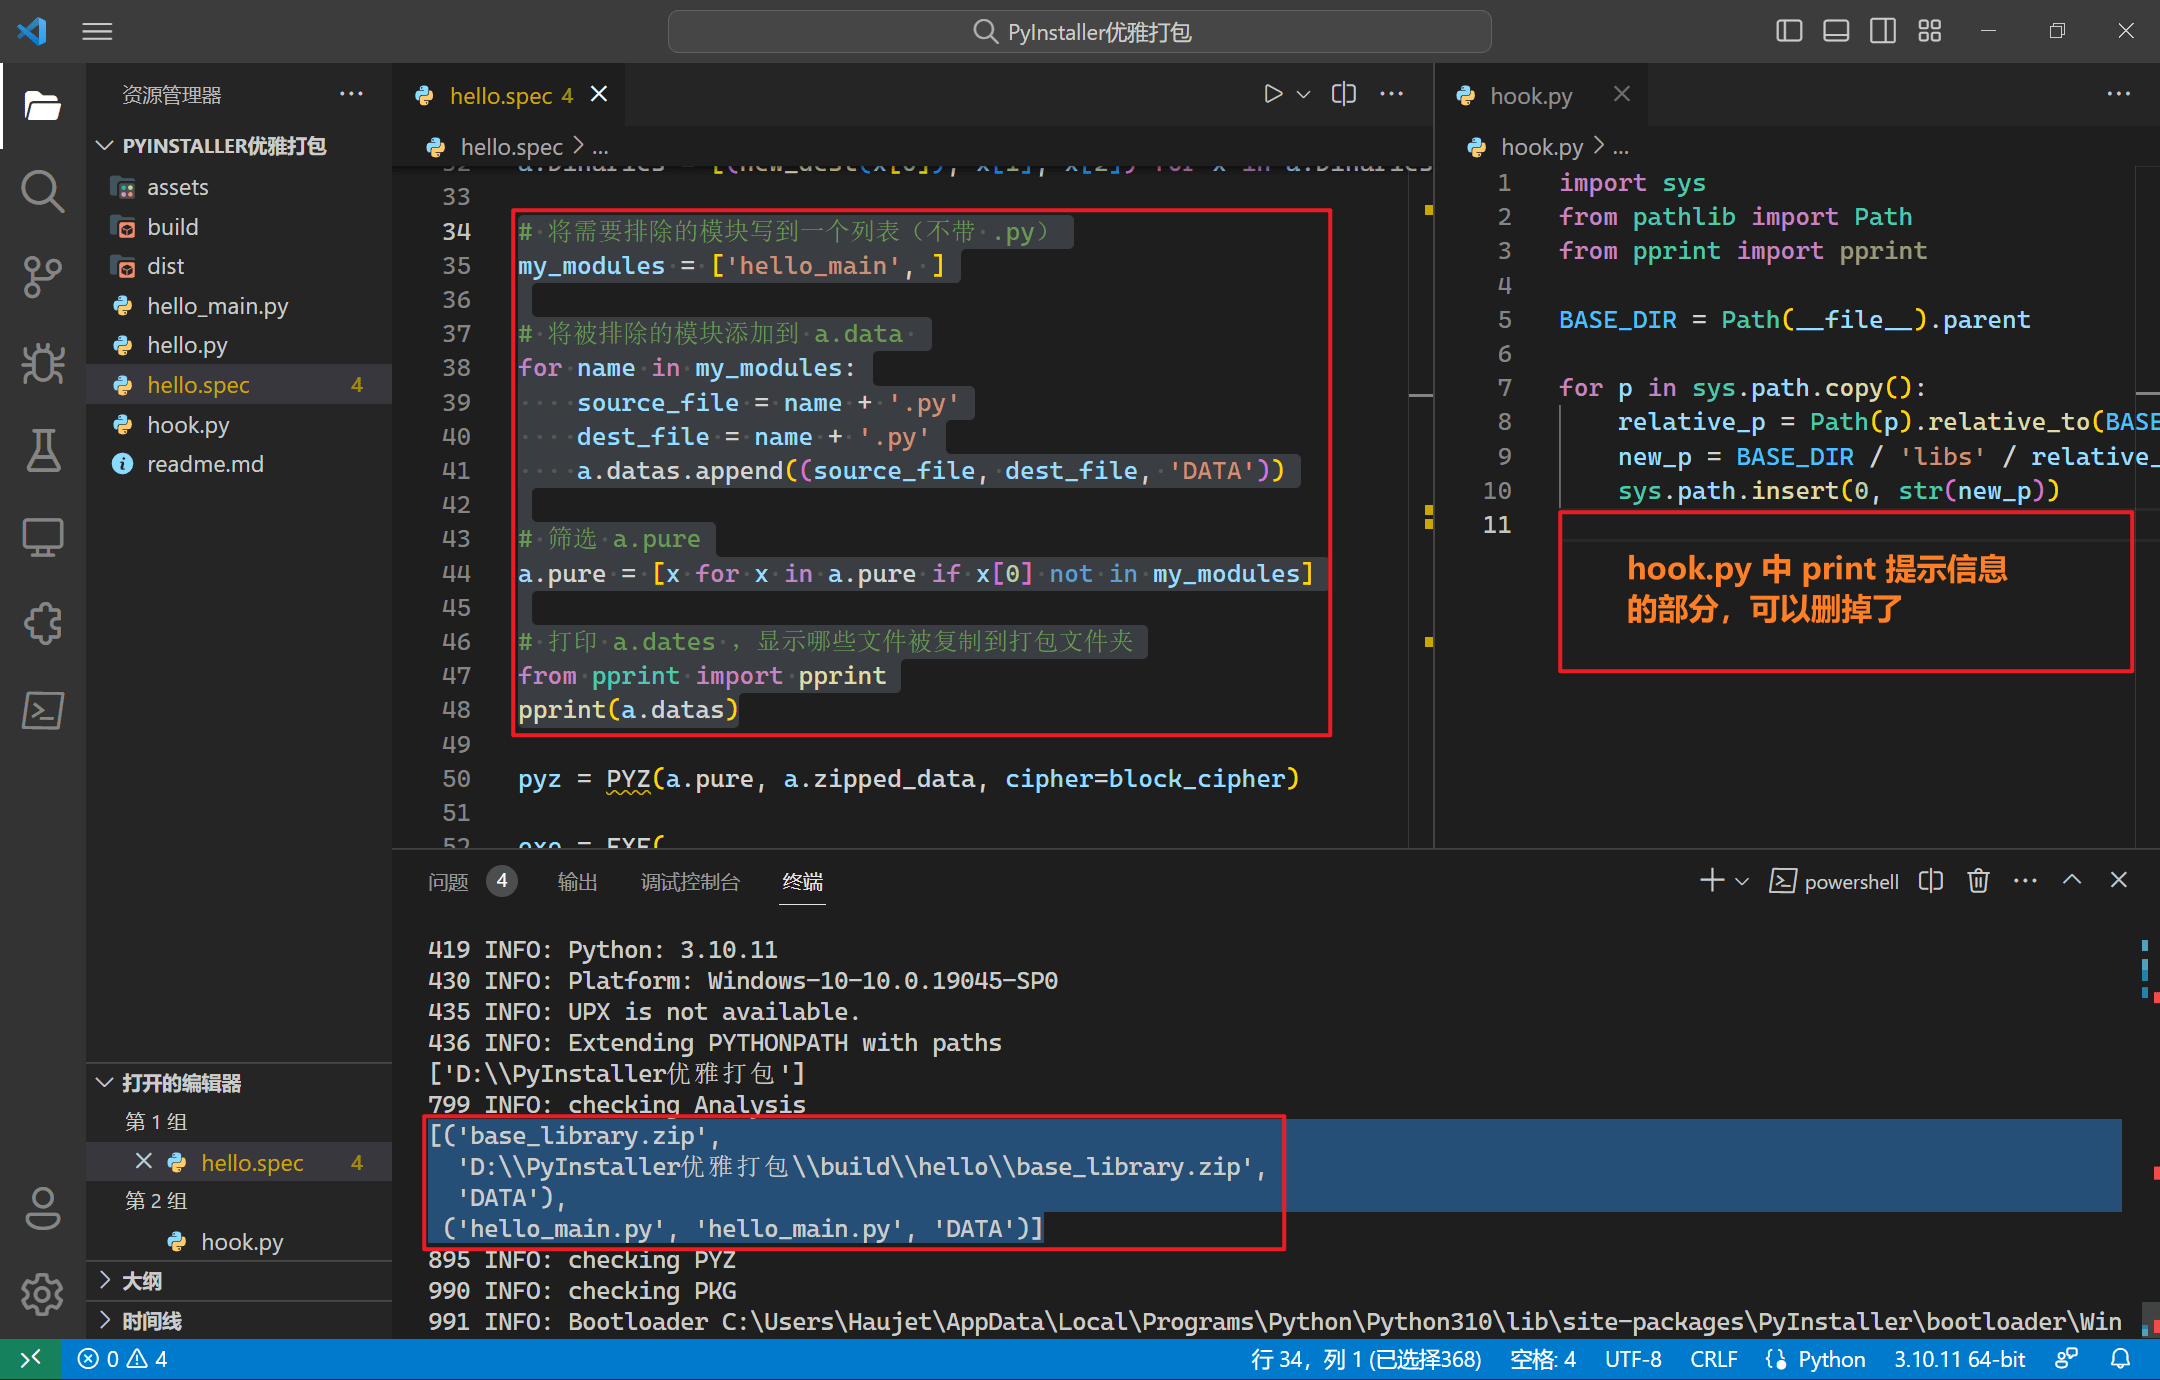 PyInstaller优雅打包
资源管理器
PYINSTALLER优雅打包
assets
build
dist
hello_main.py
hello.py
hello.spec 4
hook.py
readme.md
打开的编辑器
第 1 组
hello.spec 4
第 2 组
hook.py
大纲
时间线
hello.spec 4
hello.spec > ...
32 a.binaries = [(new_dest(x[0]), x[1], x[2]) for x in a.binaries
33
34 # 将需要排除的模块写到一个列表（不带 .py）
35 my_modules = ['hello_main', ]
36
37 # 将被排除的模块添加到 a.data
38 for name in my_modules:
39     source_file = name + '.py'
40     dest_file = name + '.py'
41     a.datas.append((source_file, dest_file, 'DATA'))
42
43 # 筛选 a.pure
44 a.pure = [x for x in a.pure if x[0] not in my_modules]
45
46 # 打印 a.dates ，显示哪些文件被复制到打包文件夹
47 from pprint import pprint
48 pprint(a.datas)
49
50 pyz = PYZ(a.pure, a.zipped_data, cipher=block_cipher)
51
52 exe = EXE(
hook.py
hook.py > ...
1 import sys
2 from pathlib import Path
3 from pprint import pprint
4
5 BASE_DIR = Path(__file__).parent
6
7 for p in sys.path.copy():
8     relative_p = Path(p).relative_to(BASE
9     new_p = BASE_DIR / 'libs' / relative_
10     sys.path.insert(0, str(new_p))
11
hook.py 中 print 提示信息
的部分，可以删掉了
问题 4 输出 调试控制台 终端
powershell
419 INFO: Python: 3.10.11
430 INFO: Platform: Windows-10-10.0.19045-SP0
435 INFO: UPX is not available.
436 INFO: Extending PYTHONPATH with paths
['D:\\PyInstaller优雅打包']
799 INFO: checking Analysis
[('base_library.zip',
  'D:\\PyInstaller优雅打包\\build\\hello\\base_library.zip',
  'DATA'),
 ('hello_main.py', 'hello_main.py', 'DATA')]
895 INFO: checking PYZ
990 INFO: checking PKG
991 INFO: Bootloader C:\Users\Haujet\AppData\Local\Programs\Python\Python310\lib\site-packages\PyInstaller\bootloader\Win
0 4 行 34，列 1 (已选择368) 空格: 4 UTF-8 CRLF Python 3.10.11 64-bit